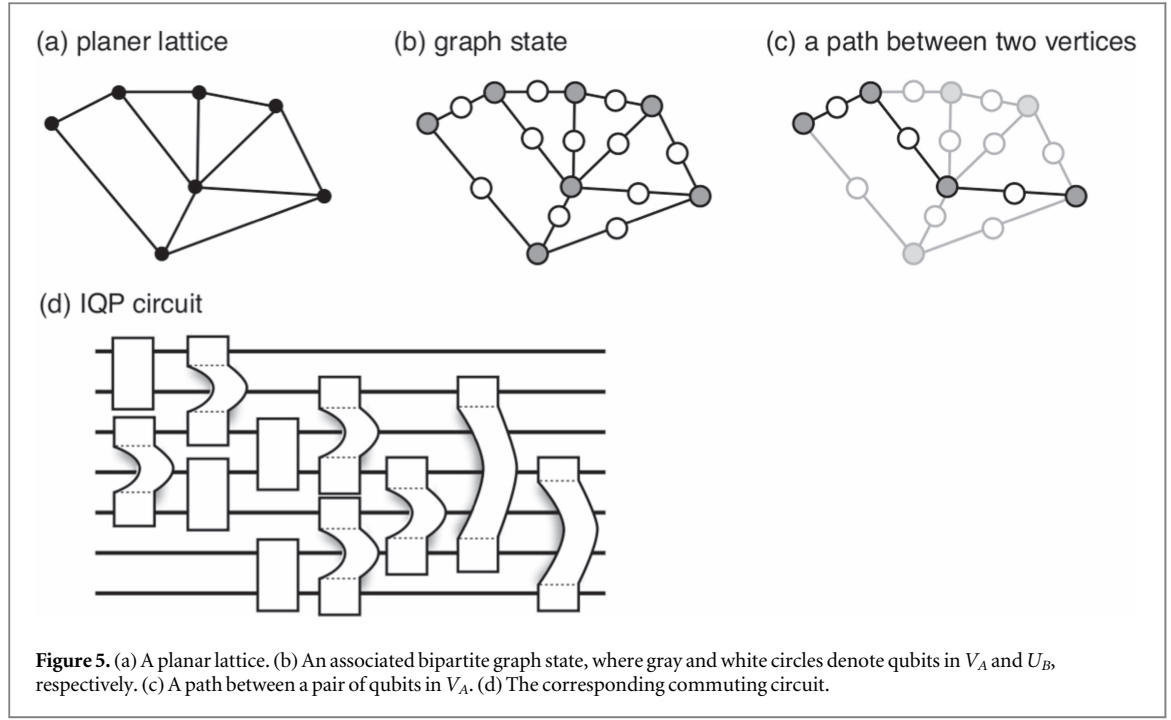 (a) planer lattice
(b) graph state
(c) a path between two vertices
(d) IQP circuit
Figure 5. (a) A planar lattice. (b) An associated bipartite graph state, where gray and white circles denote qubits in V_A and U_B,
respectively. (c) A path between a pair of qubits in V_A. (d) The corresponding commuting circuit.